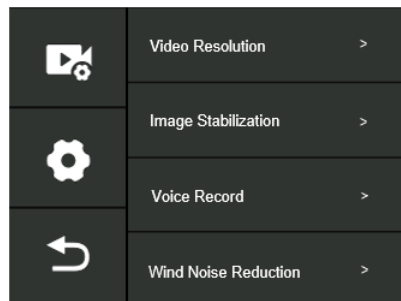 Video Resolution >
Image Stabilization >
Voice Record >
Wind Noise Reduction >